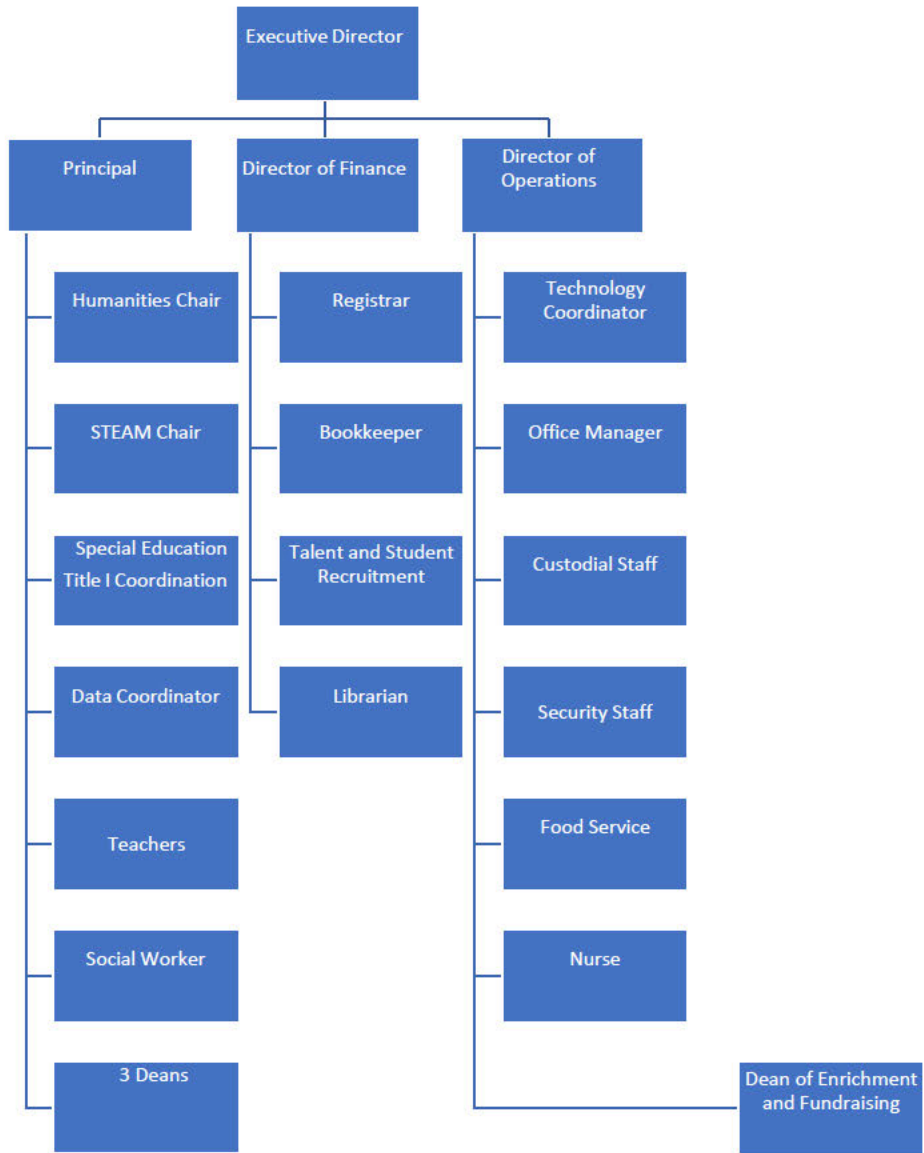 Executive Director
Principal
Director of Finance
Director of
Operations
Humanities Chair
Registrar
Technology
Coordinator
STEAM Chair
Bookkeeper
Office Manager
Special Education
Title I Coordination
Talent and Student
Recruitment
Custodial Staff
Data Coordinator
Librarian
Security Staff
Teachers
Food Service
Social Worker
Nurse
3 Deans
Dean of Enrichment
and Fundraising